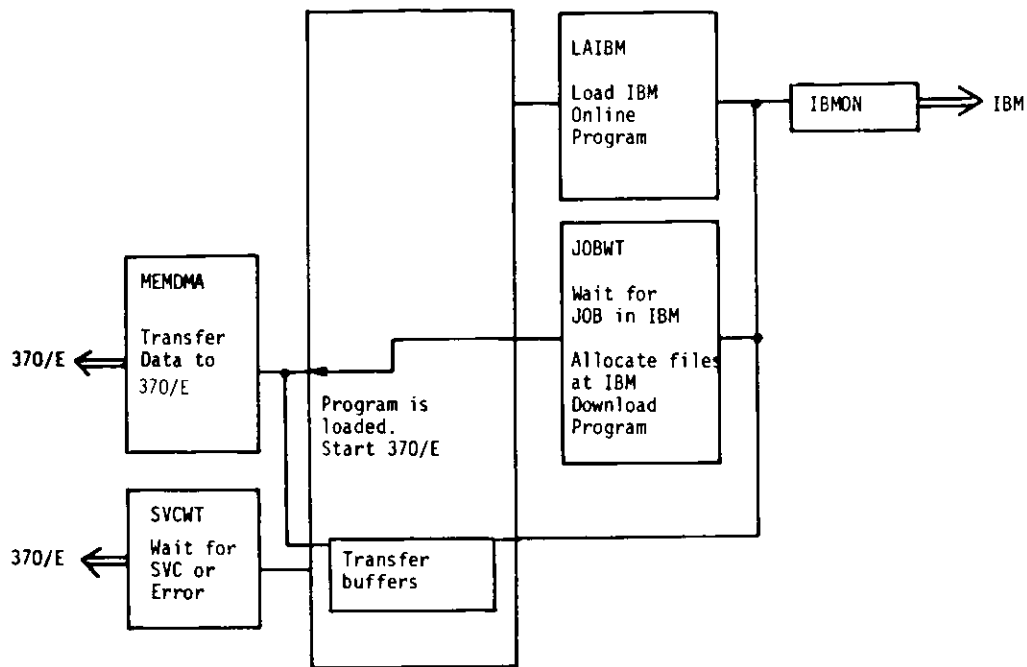 LAIBM
Load IBM
Online
Program
IBMON
IBM
JOBWT
Wait for
JOB in IBM
Allocate files
at IBM
Download
Program
MEMDMA
Transfer
Data to
370/E
370/E
Program is
loaded.
Start 370/E
SVCWT
Wait for
SVC or
Error
370/E
Transfer
buffers